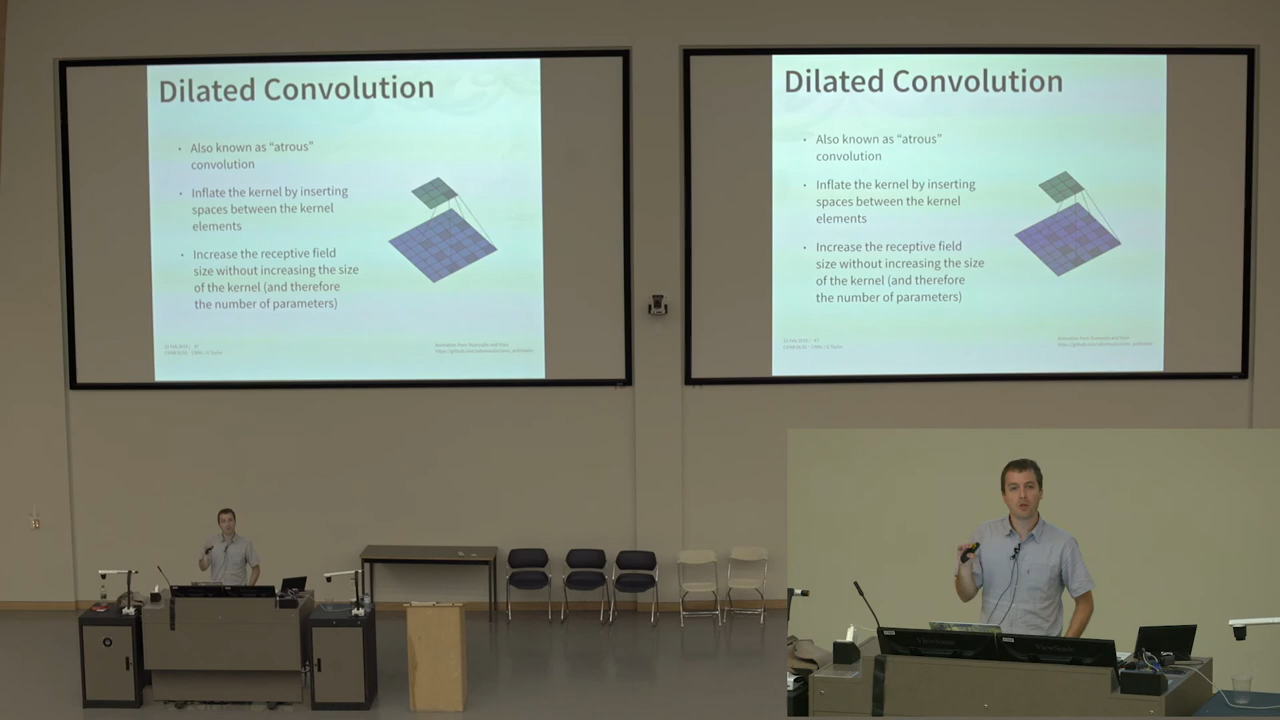 Dilated Convolution
• Also known as “atrous”
convolution
• Inflate the kernel by inserting
spaces between the kernel
elements
• Increase the receptive field
size without increasing the size
of the kernel (and therefore
the number of parameters)
Dilated Convolution
• Also known as “atrous”
convolution
• Inflate the kernel by inserting
spaces between the kernel
elements
• Increase the receptive field
size without increasing the size
of the kernel (and therefore
the number of parameters)
ViewSonic
ViewSonic